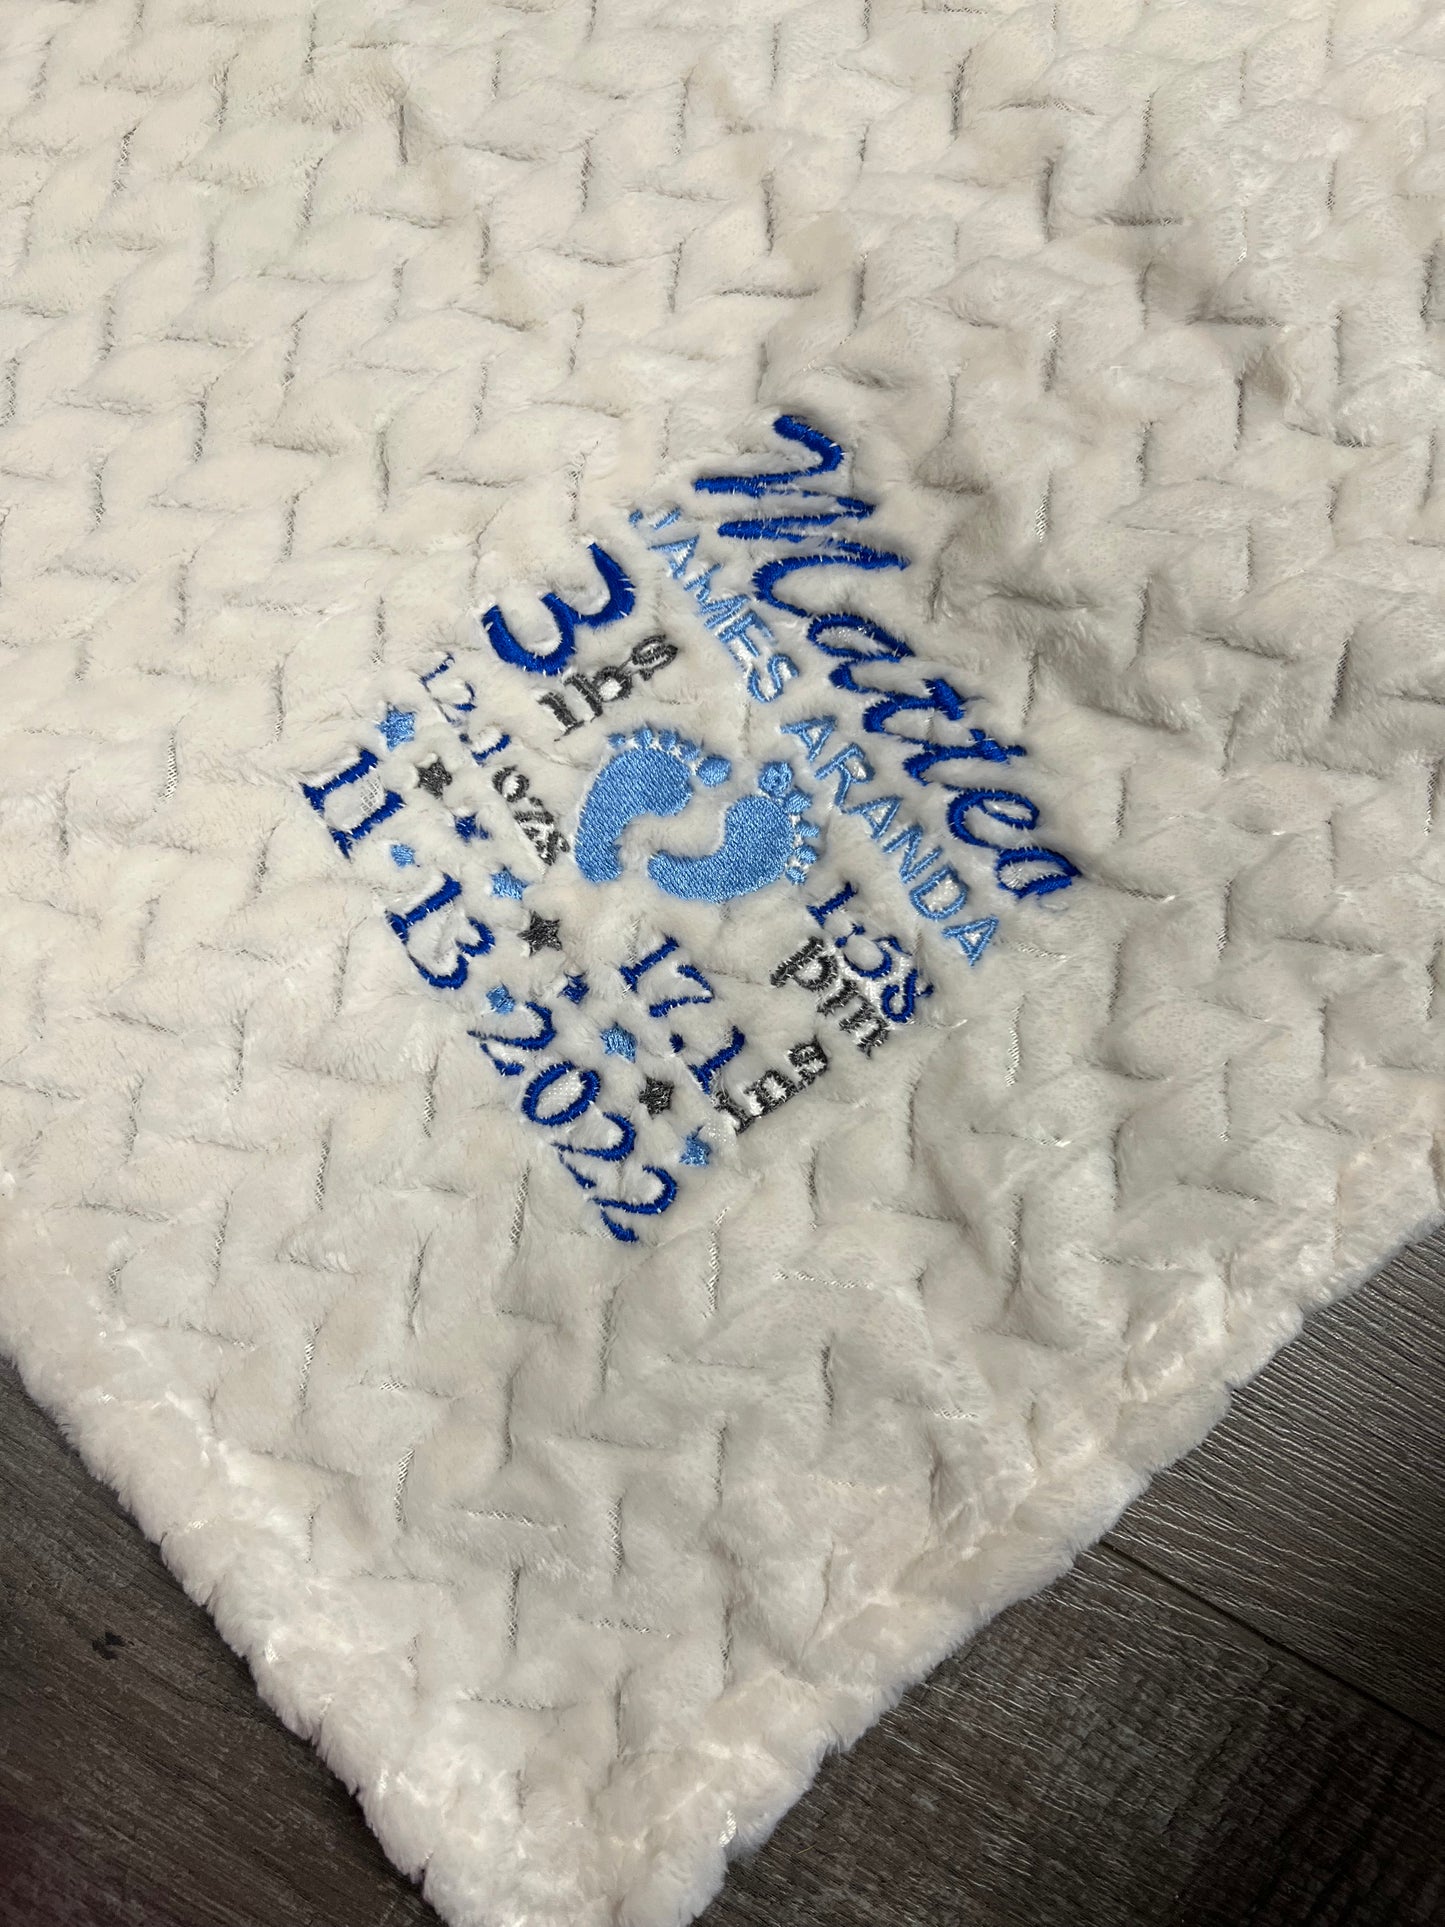 Matteo
JAMES ARANDA
3
lbs
12.1
ozs
1:58
pm
17.1
ins
11·13·2022